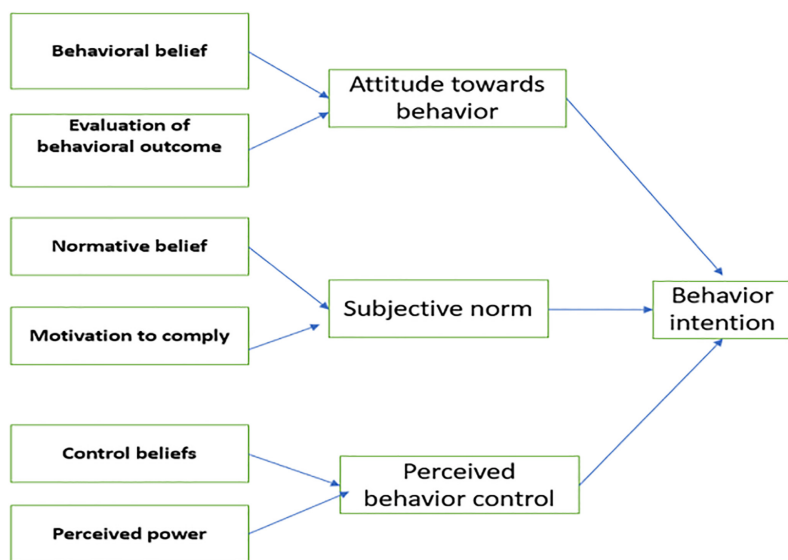 Behavioral belief
Evaluation of
behavioral outcome
Attitude towards
behavior
Normative belief
Motivation to comply
Subjective norm
Behavior
intention
Control beliefs
Perceived power
Perceived
behavior control